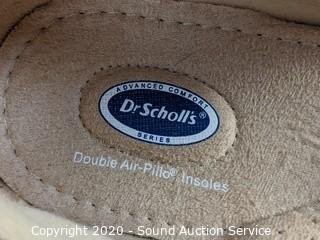 ADVANCED COMFORT
Dr Scholl's®
SERIES
Double Air-Pillo® Insoles
Copyright 2020 - Sound Auction Service